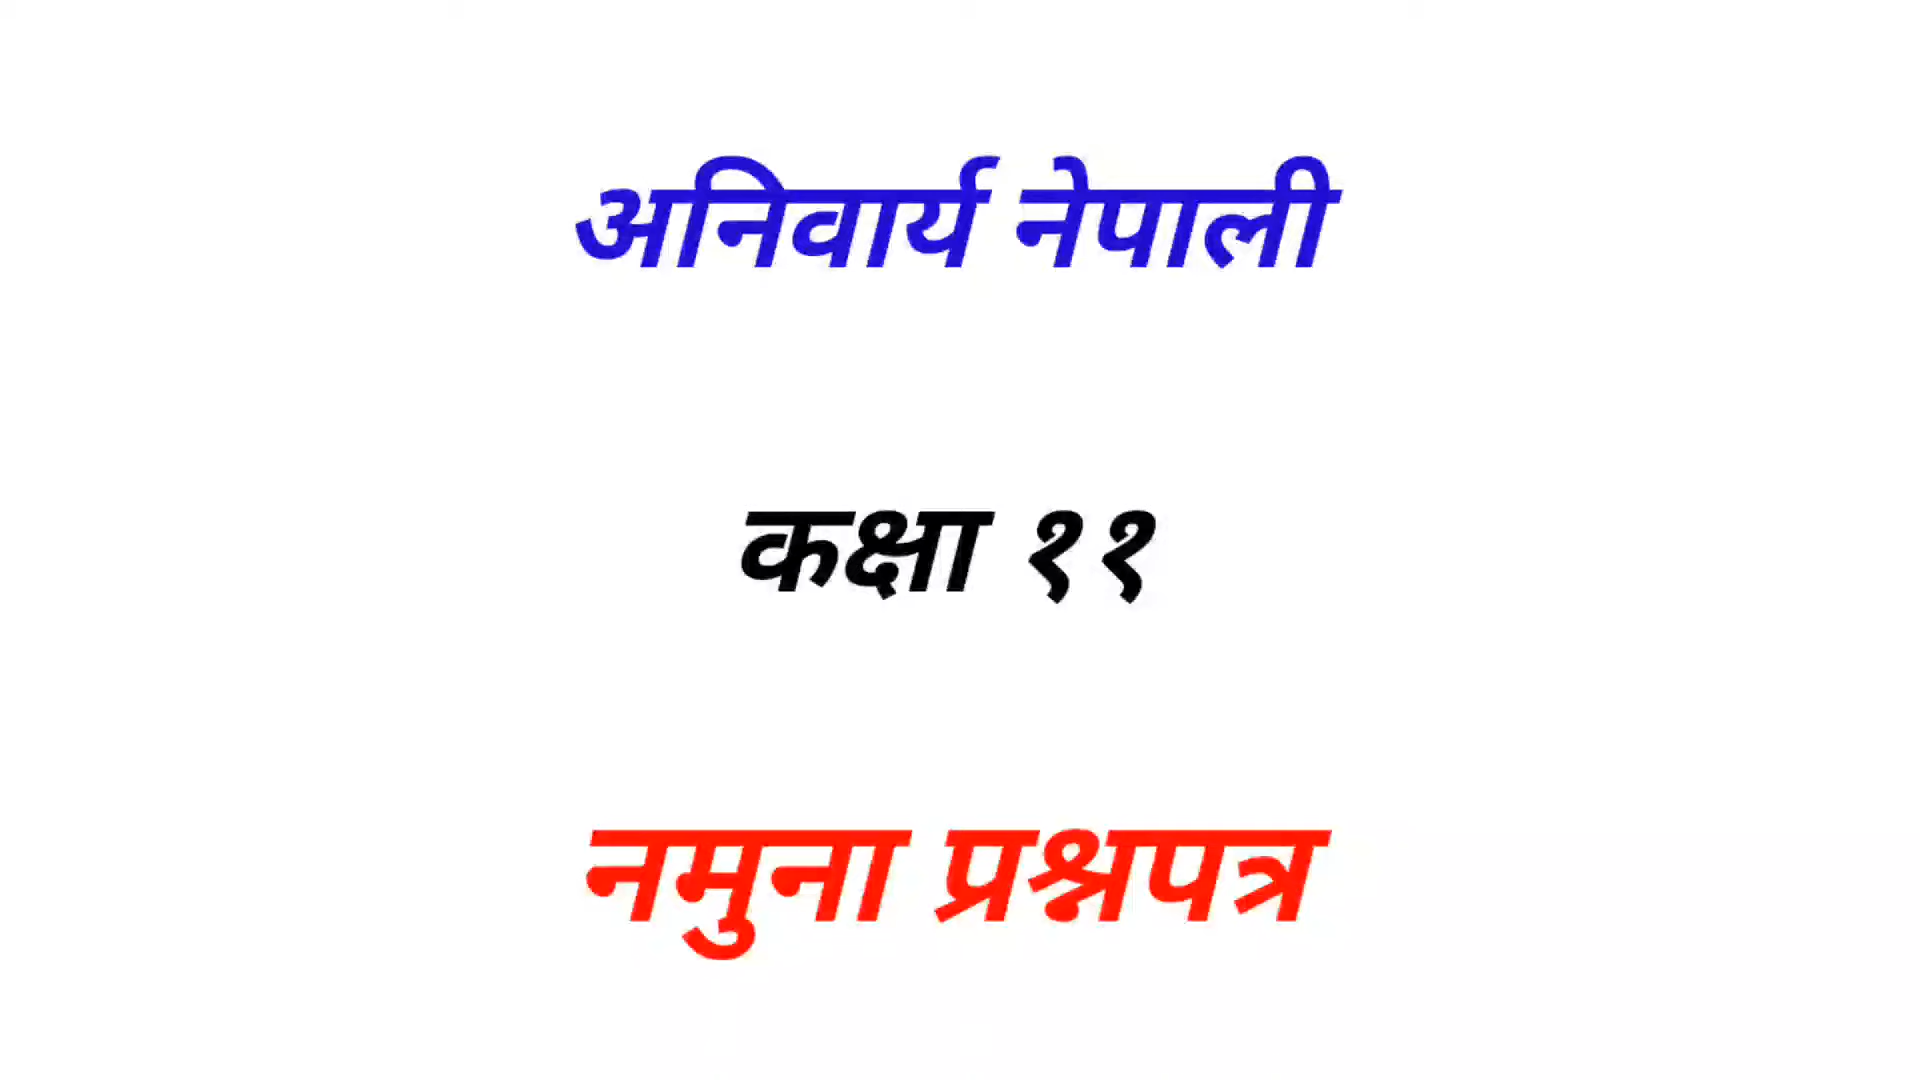 अनिवार्य नेपाली
कक्षा ११
नमुना प्रश्नपत्र